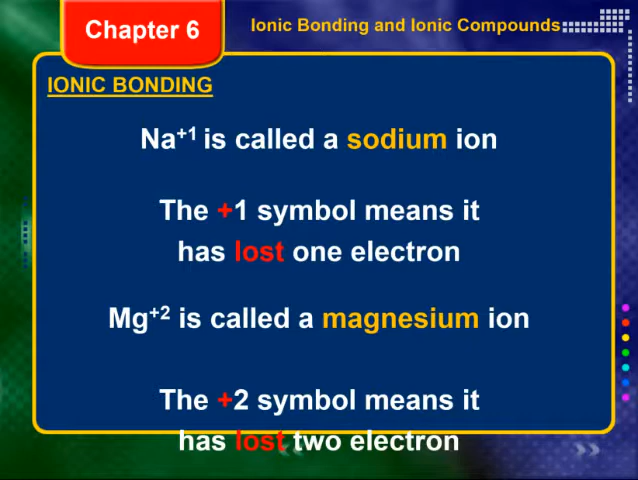 Chapter 6
Ionic Bonding and Ionic Compounds
IONIC BONDING
Na⁺¹ is called a sodium ion
The +1 symbol means it
has lost one electron
Mg⁺² is called a magnesium ion
The +2 symbol means it
has lost two electron